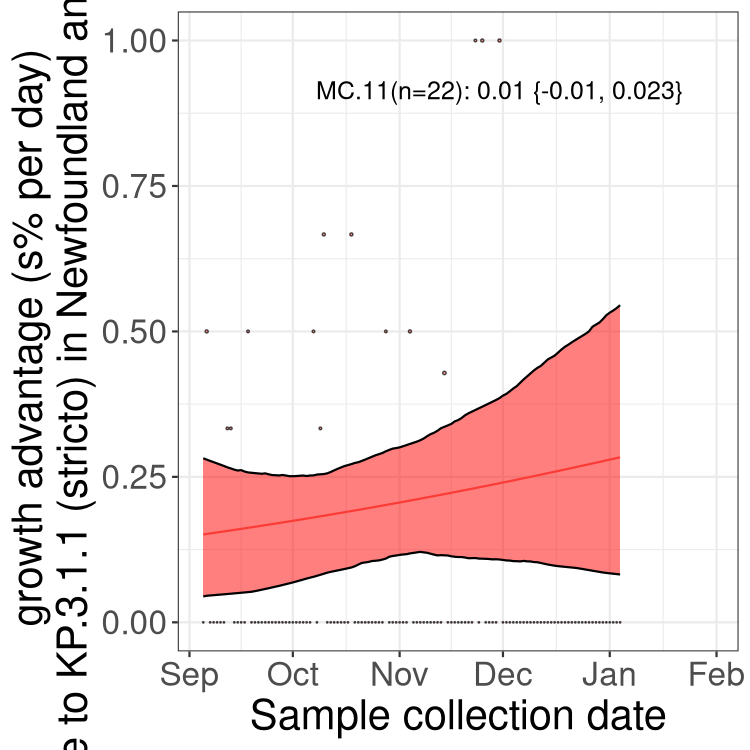 growth advantage (s% per day)
e to KP.3.1.1 (stricto) in Newfoundland an
1.00
0.75
0.50
0.25
0.00
MC.11(n=22): 0.01 {-0.01, 0.023}
Sep Oct Nov Dec Jan Feb
Sample collection date